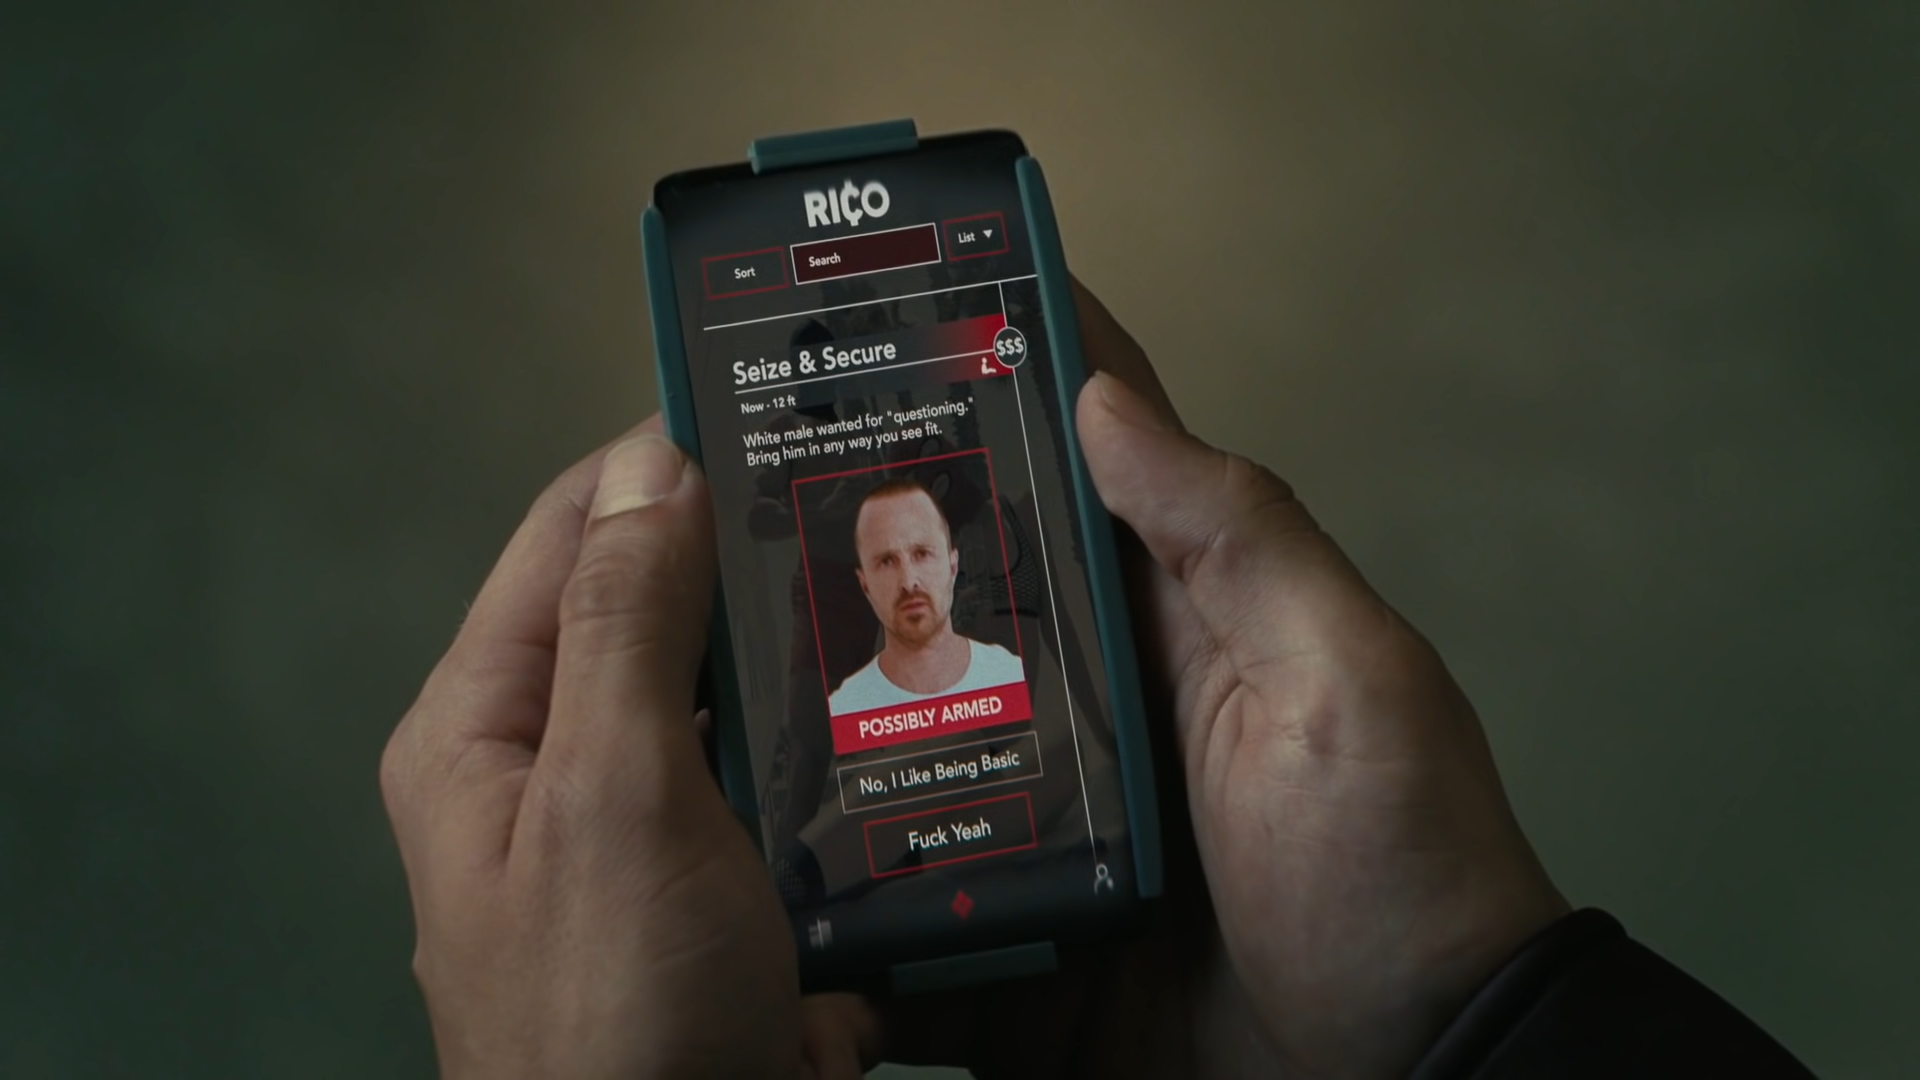 RI₵O
Sort
Search
List ▼
Seize & Secure
$$$
Now - 12 ft
White male wanted for "questioning."
Bring him in any way you see fit.
POSSIBLY ARMED
No, I Like Being Basic
Fuck Yeah